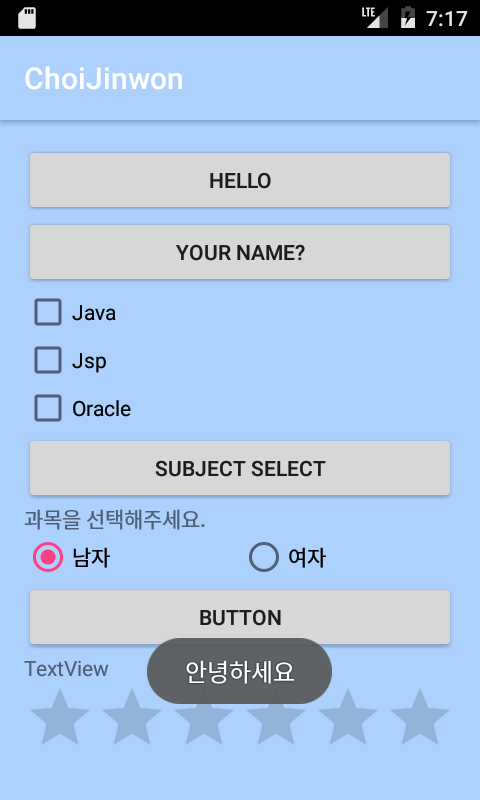 LTE 7:17
ChoiJinwon
HELLO
YOUR NAME?
Java
Jsp
Oracle
SUBJECT SELECT
과목을 선택해주세요.
남자 여자
BUTTON
TextView
안녕하세요